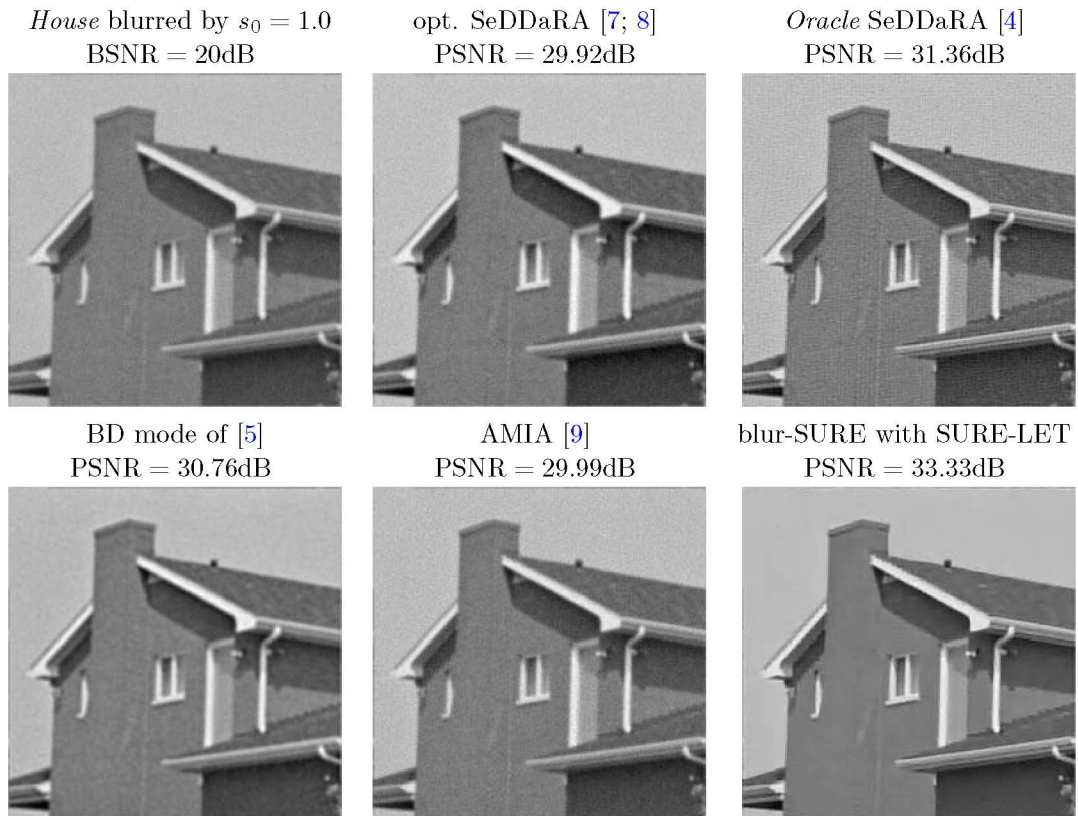 House blurred by s₀ = 1.0
BSNR = 20dB
opt. SeDDaRA [7; 8]
PSNR = 29.92dB
Oracle SeDDaRA [4]
PSNR = 31.36dB
BD mode of [5]
PSNR = 30.76dB
AMIA [9]
PSNR = 29.99dB
blur-SURE with SURE-LET
PSNR = 33.33dB